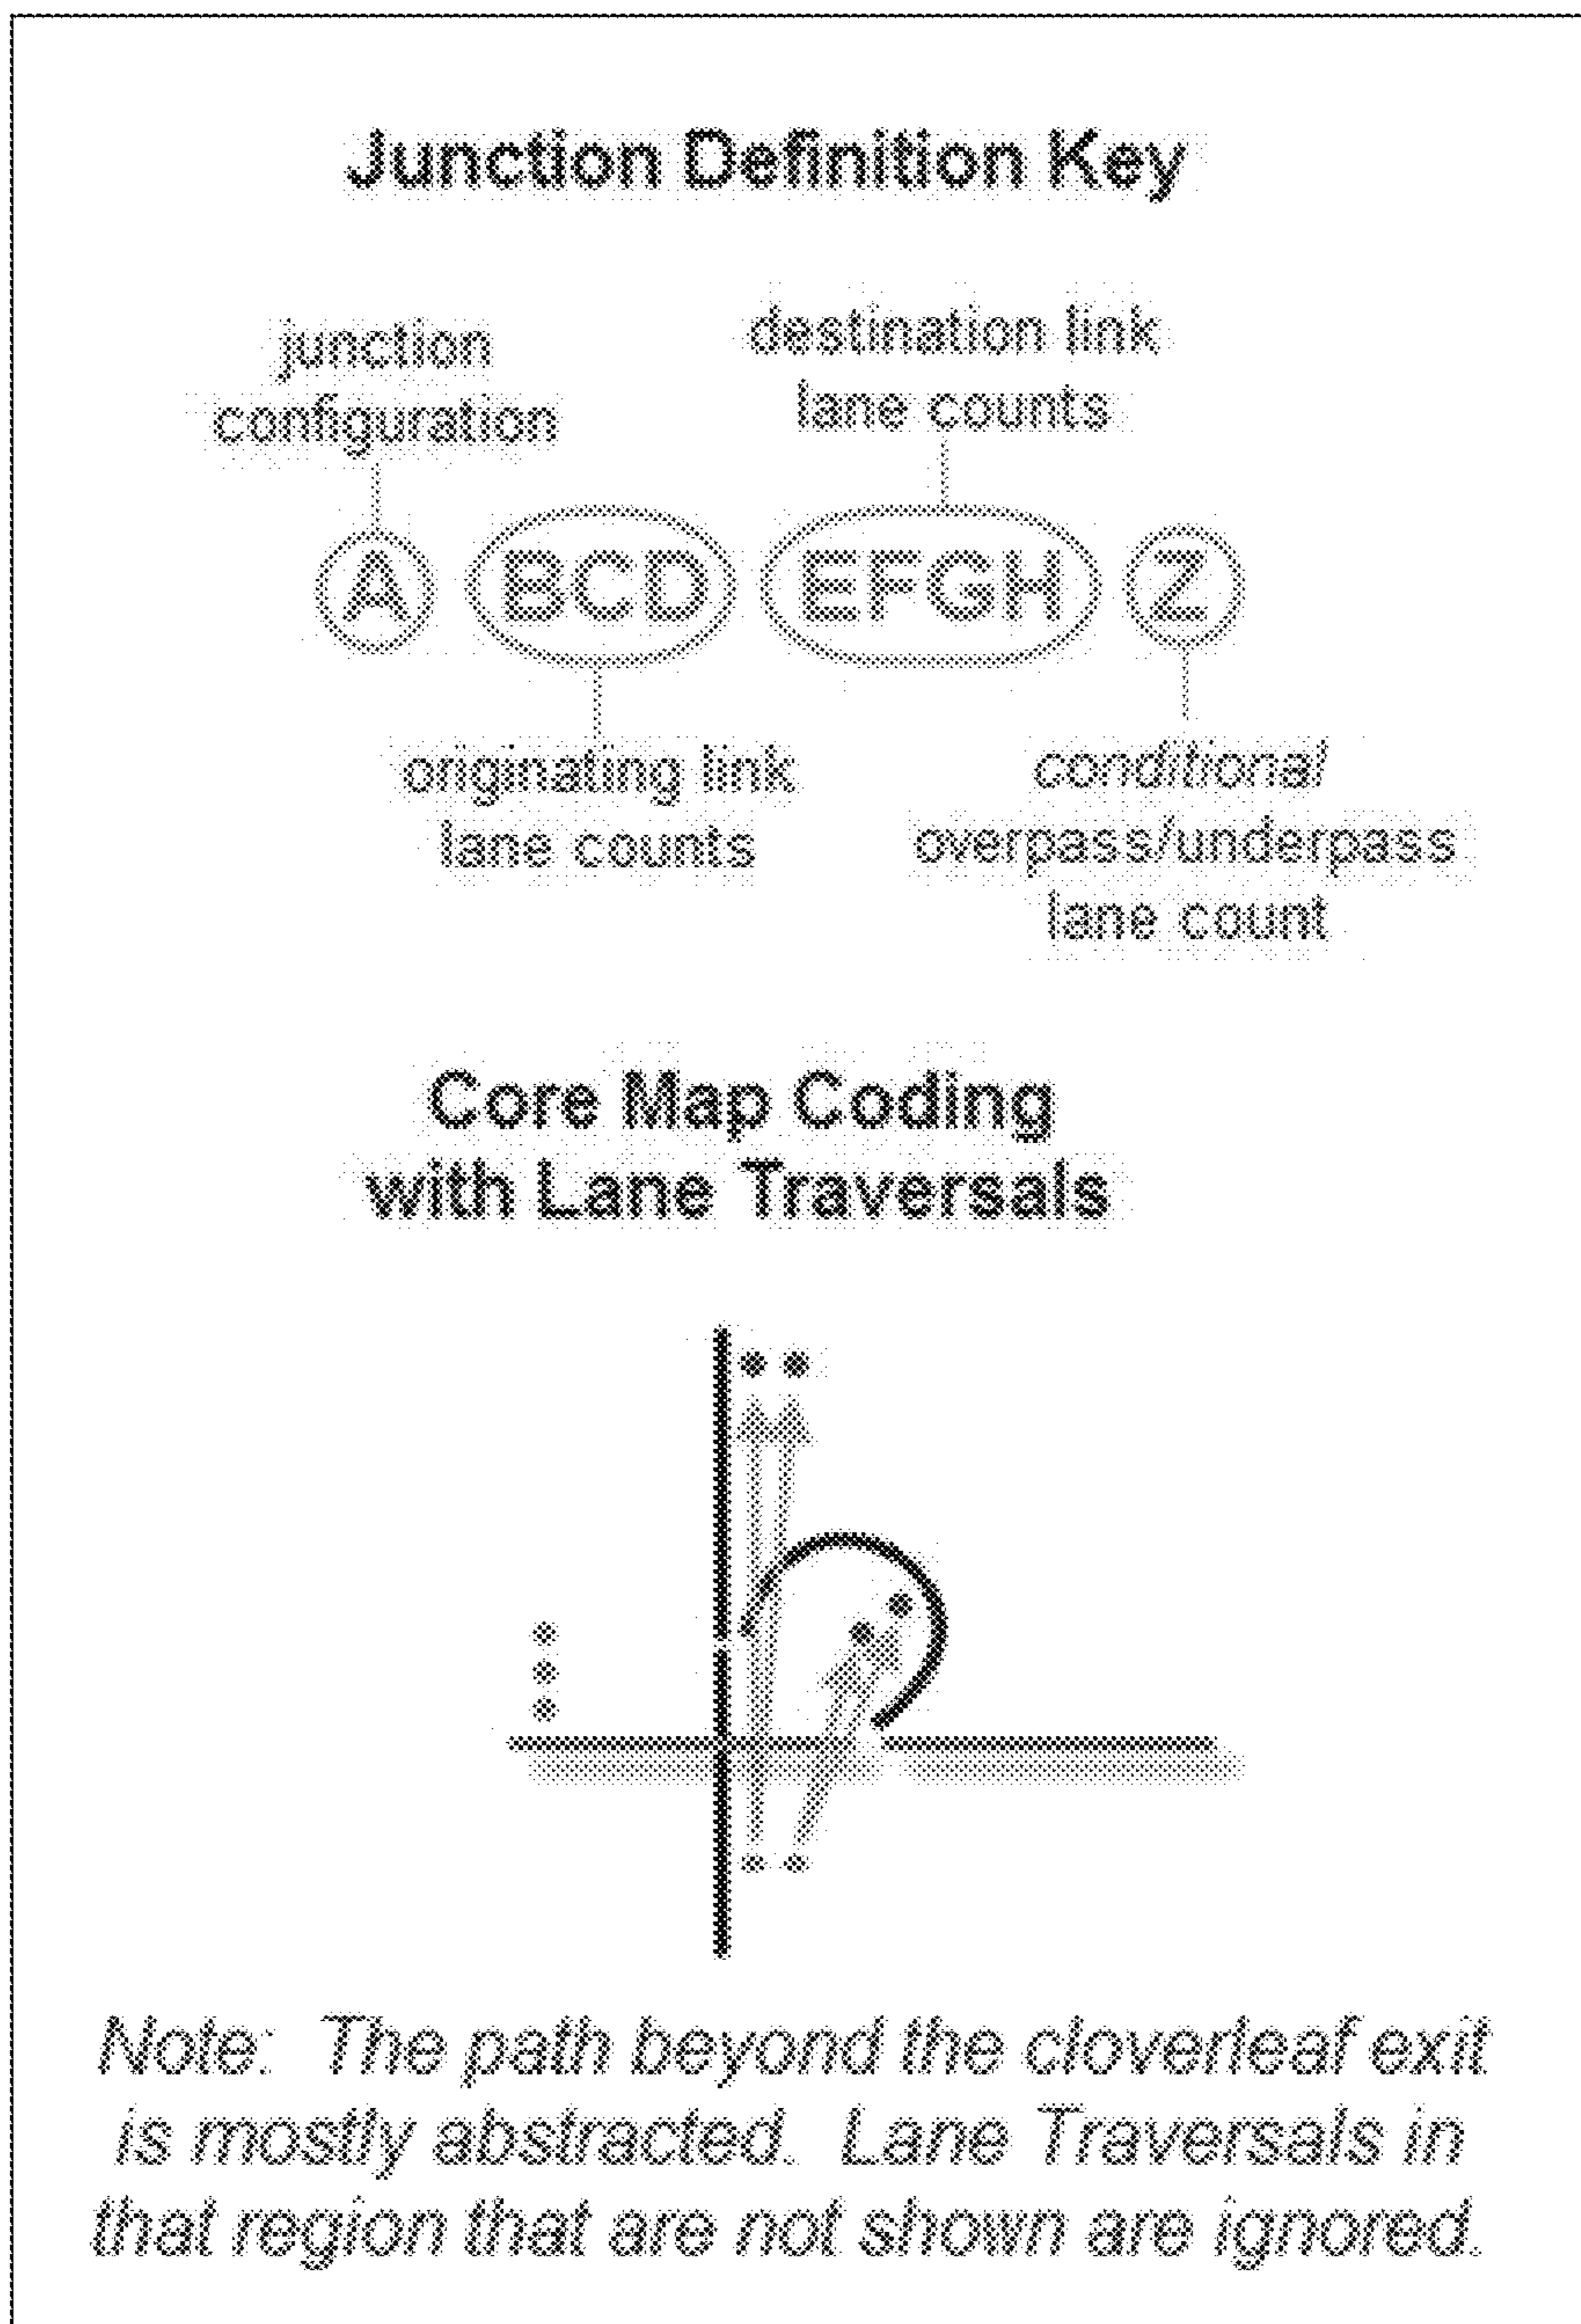 Junction Definition Key
junction
configuration
destination link
lane counts
A BCD EFGH Z
originating link
lane counts
conditional
overpass/underpass
lane count
Core Map Coding
with Lane Traversals
Note: The path beyond the cloverleaf exit
is mostly abstracted. Lane Traversals in
that region that are not shown are ignored.